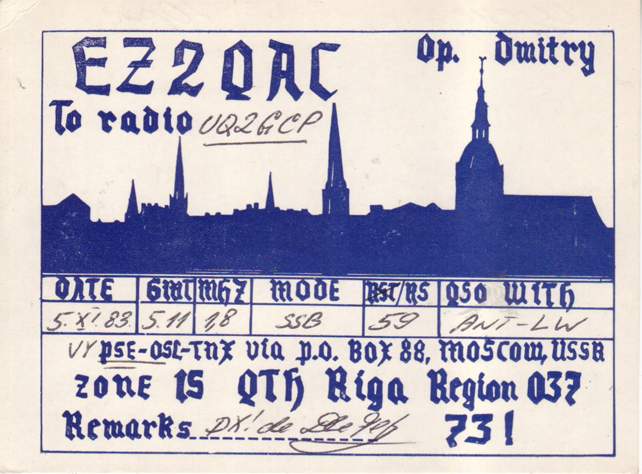 EZ2QAC Op. Dmitry
To radio UQ2GCP
DATE GMT MHZ MODE RST/RS QSO WITH
5.XI.83 5.11 1,8 SSB 59 ANT-LW
VY PSE-QSL-TNX via P.O. BOX 88, MOSCOW, USSR
ZONE 15 QTH Riga Region 037
Remarks DX! de 73!